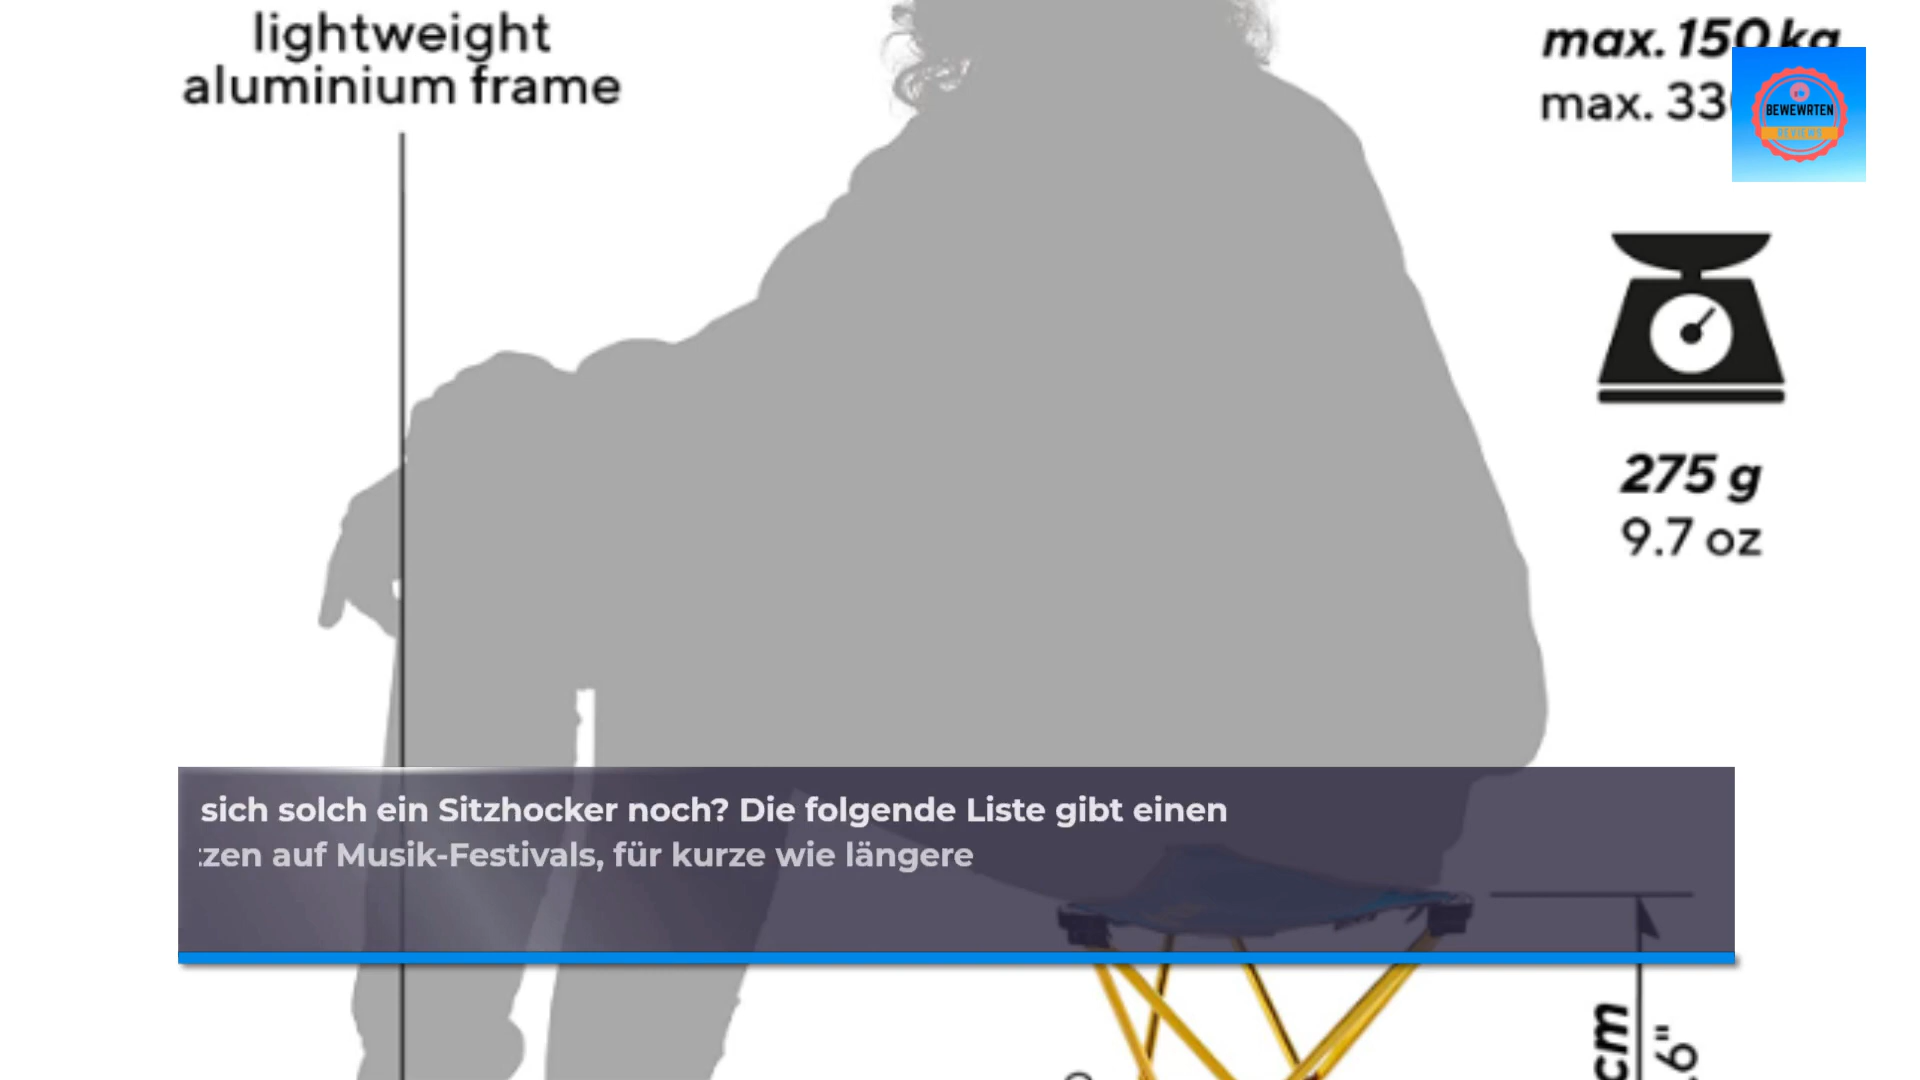 lightweight
aluminium frame
max. 150 kg
max. 33
BEWEWRTEN
REVIEWS
275 g
9.7 oz
sich solch ein Sitzhocker noch? Die folgende Liste gibt einen
auf Musik-Festivals, für kurze wie längere
cm